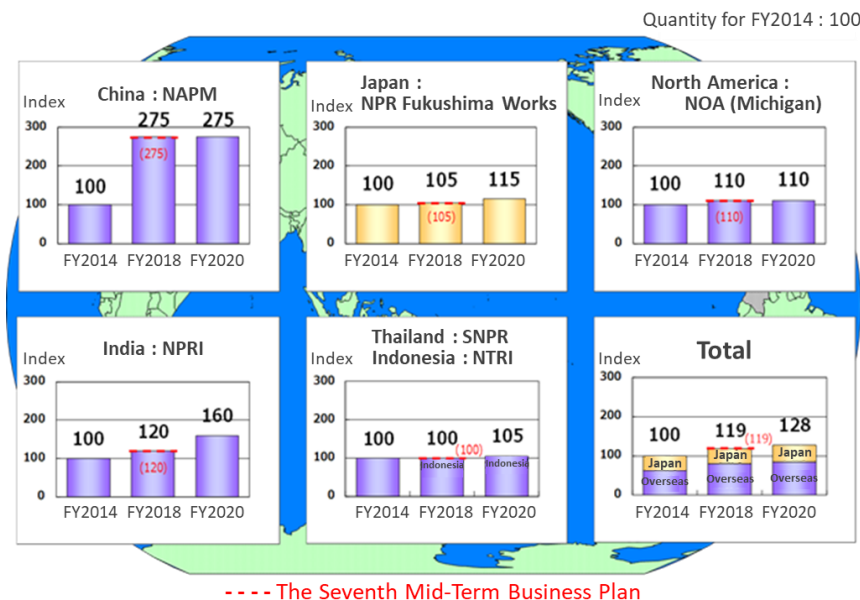 Quantity for FY2014 : 100
China : NAPM
Index
300
200
100
0
100
275
275
(275)
FY2014 FY2018 FY2020
Japan :
NPR Fukushima Works
Index
300
200
100
0
100
105
115
(105)
FY2014 FY2018 FY2020
North America :
NOA (Michigan)
Index
300
200
100
0
100
110
110
(110)
FY2014 FY2018 FY2020
India : NPRI
Index
300
200
100
0
100
120
160
(120)
FY2014 FY2018 FY2020
Thailand : SNPR
Indonesia : NTRI
Index
300
200
100
0
100
100
105
(100)
Indonesia
Indonesia
FY2014 FY2018 FY2020
Total
Index
300
200
100
0
100
119
128
(119)
Japan
Japan
Japan
Overseas
Overseas
Overseas
FY2014 FY2018 FY2020
---- The Seventh Mid-Term Business Plan